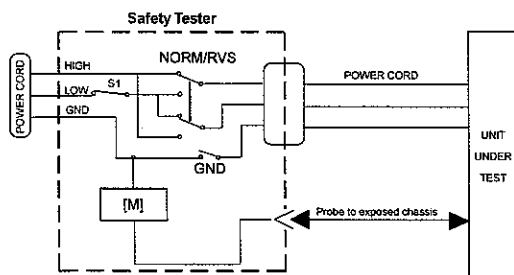 Safety Tester
NORM/RVS
HIGH
S1
LOW
GND
POWER CORD
POWER CORD
GND
[M]
Probe to exposed chassis
UNIT
UNDER
TEST